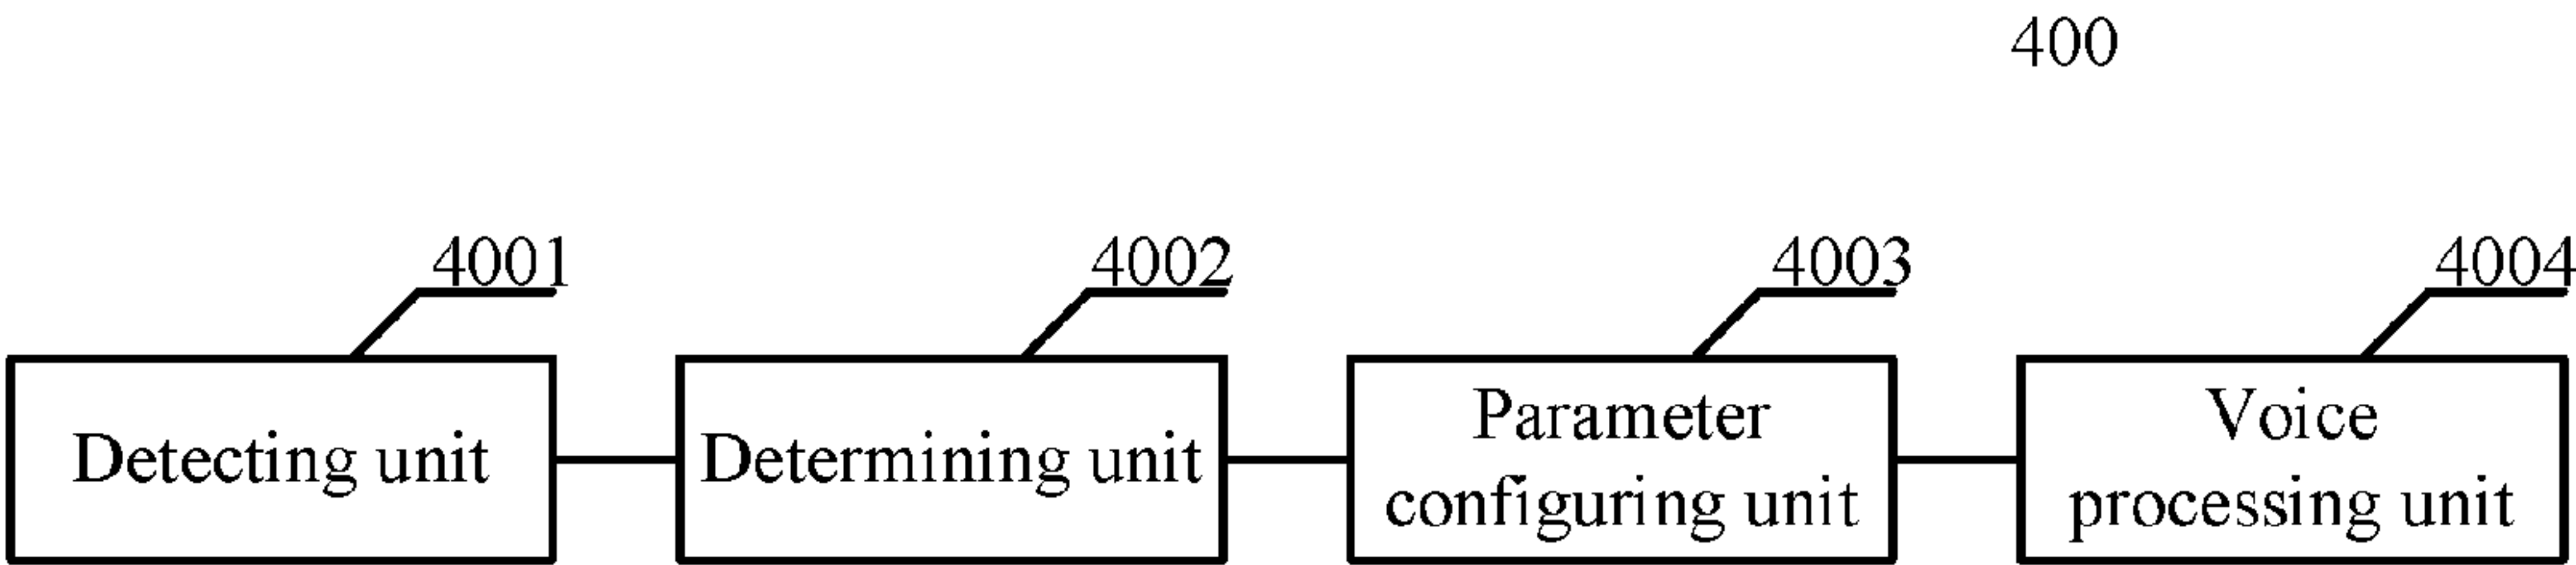 400
4001
4002
4003
4004
Detecting unit
Determining unit
Parameter
configuring unit
Voice
processing unit